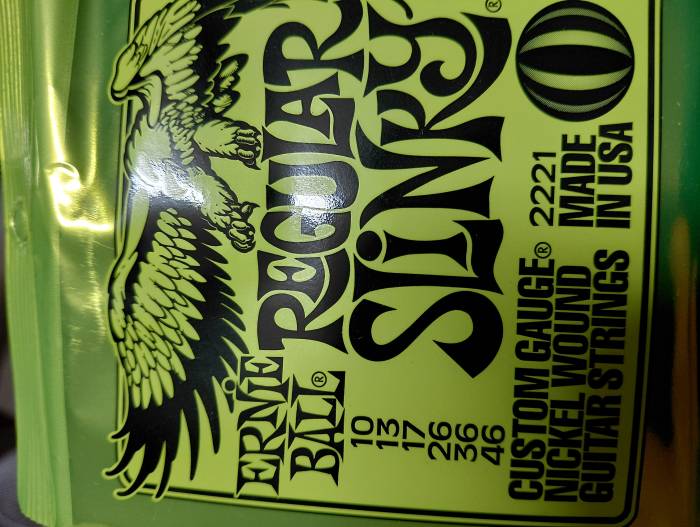 ERNIE
BALL®
REGULAR
SLiNKY®
10
13
17
26
36
46
CUSTOM GAUGE® 2221
NICKEL WOUND MADE
GUITAR STRINGS IN USA